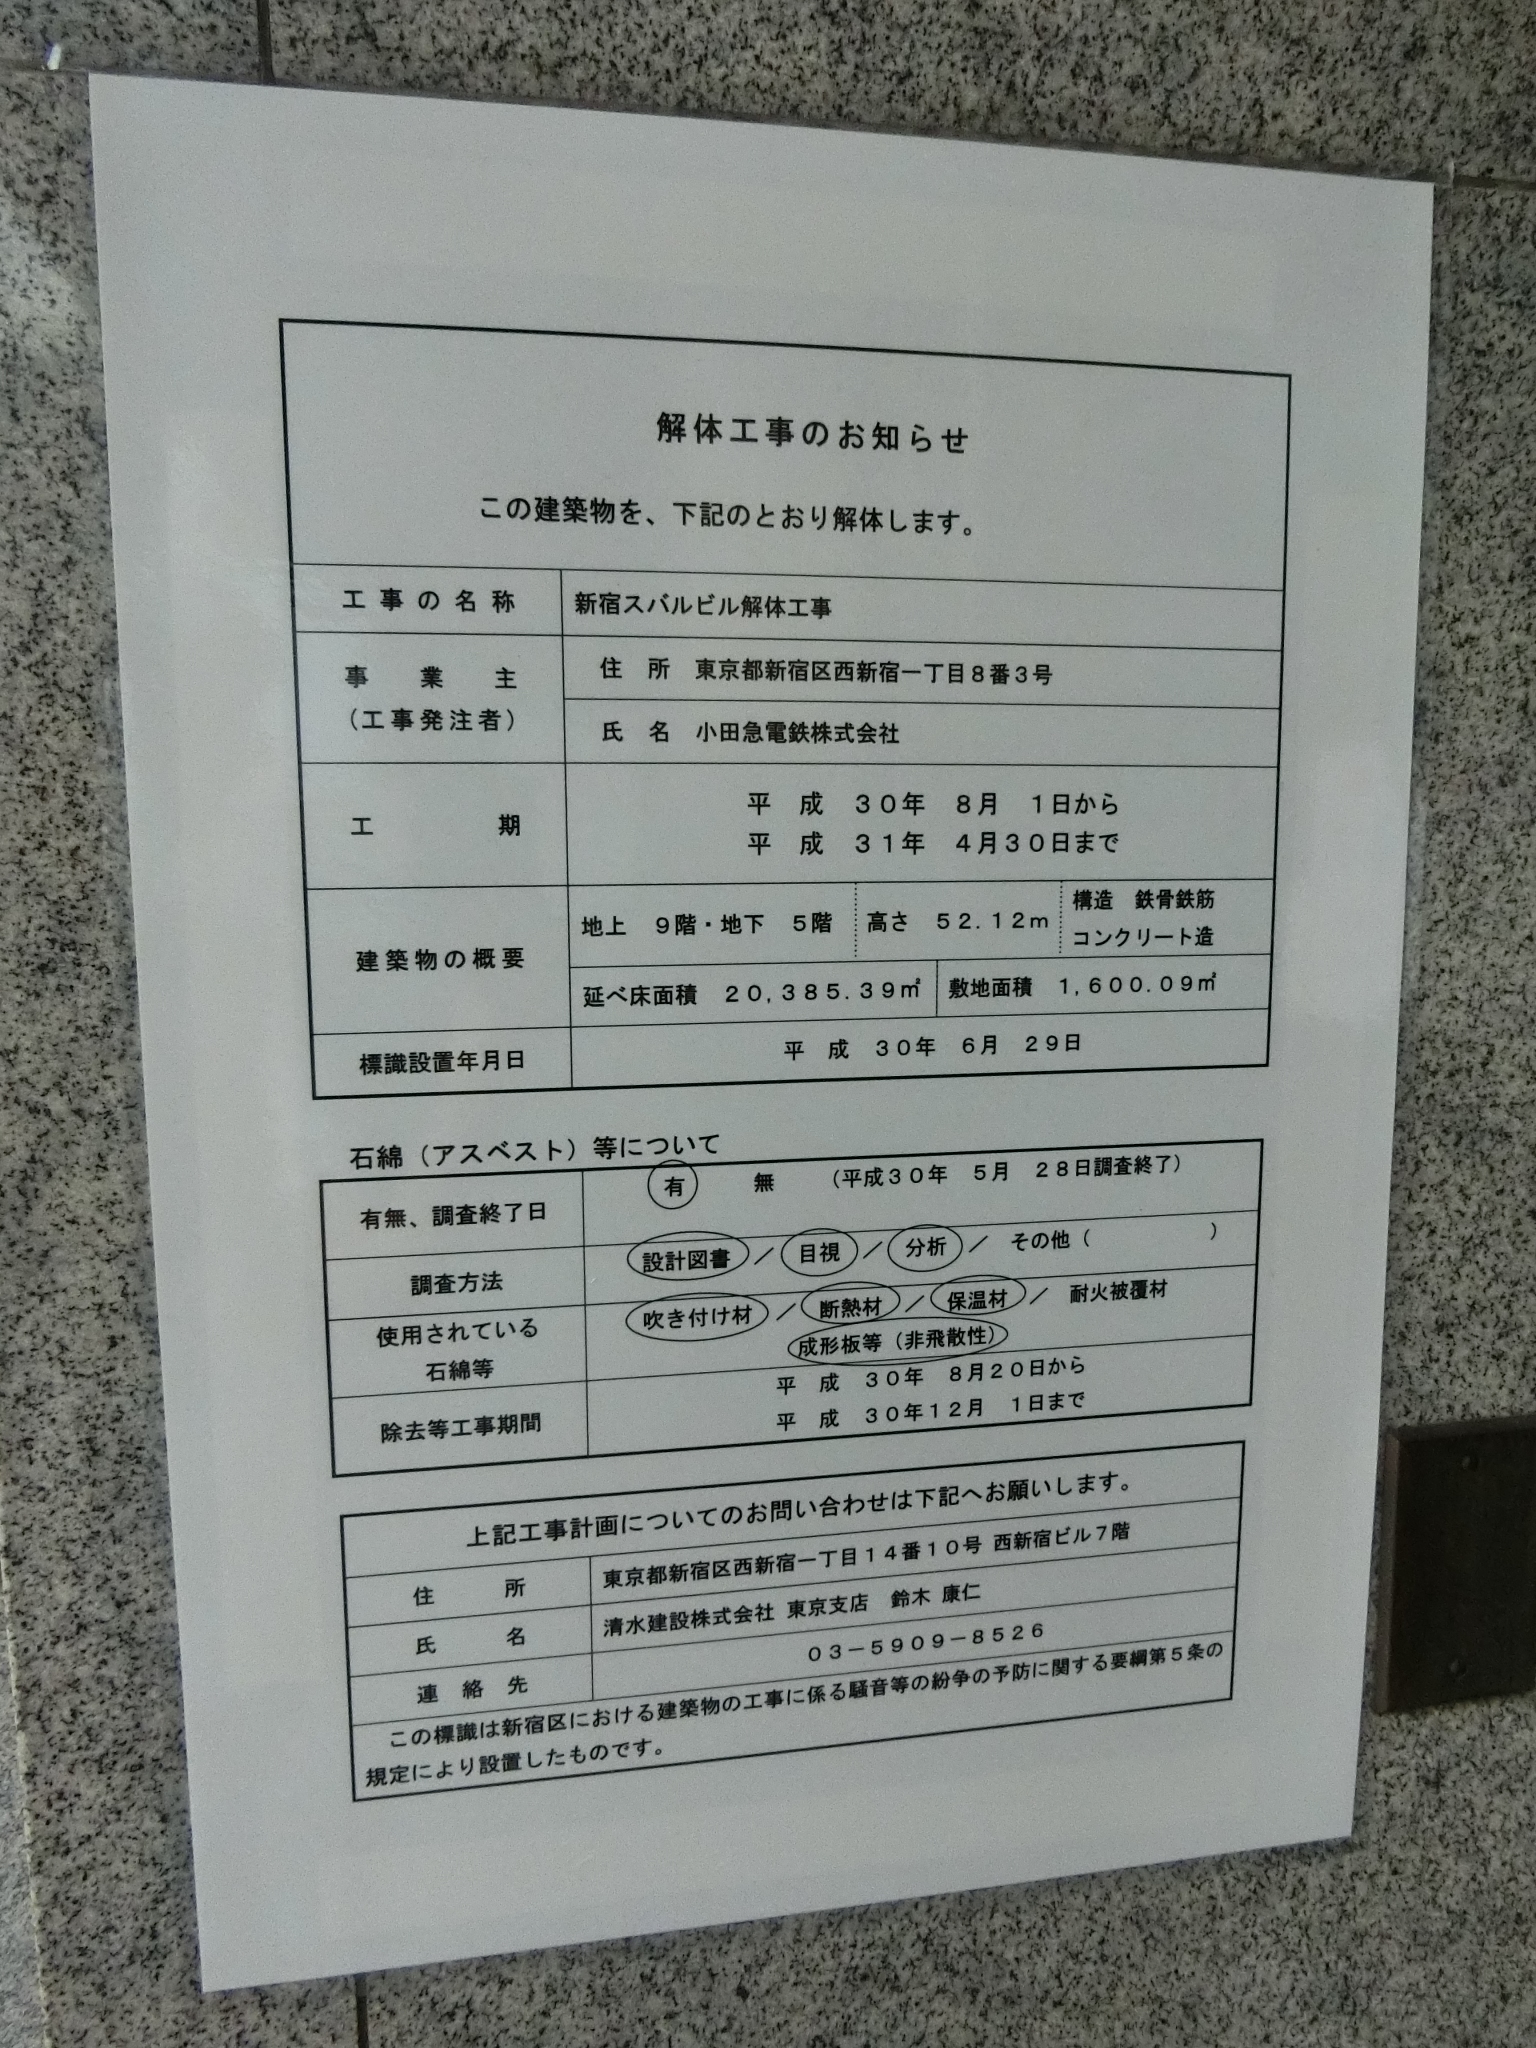 解体工事のお知らせ
この建築物を、下記のとおり解体します。
工事の名称 新宿スバルビル解体工事
事業主 住 所 東京都新宿区西新宿一丁目8番3号
(工事発注者) 氏 名 小田急電鉄株式会社
工期 平 成 30年 8月 1日から
平 成 31年 4月30日まで
建築物の概要 地上 9階・地下 5階 高さ 52.12m 構造 鉄骨鉄筋
コンクリート造
延べ床面積 20,385.39㎡ 敷地面積 1,600.09㎡
標識設置年月日 平 成 30年 6月 29日
石綿(アスベスト)等について
有無、調査終了日 有 無 (平成30年 5月 28日調査終了)
調査方法 設計図書/目視/分析/ その他( )
使用されている 吹き付け材/断熱材/保温材/ 耐火被覆材
石綿等 成形板等(非飛散性)
除去等工事期間 平 成 30年 8月20日から
平 成 30年12月 1日まで
上記工事計画についてのお問い合わせは下記へお願いします。
住所 東京都新宿区西新宿一丁目14番10号 西新宿ビル7階
氏名 清水建設株式会社 東京支店 鈴木 康仁
連絡先 03-5909-8526
この標識は新宿区における建築物の工事に係る騒音等の紛争の予防に関する要綱第5条の
規定により設置したものです。